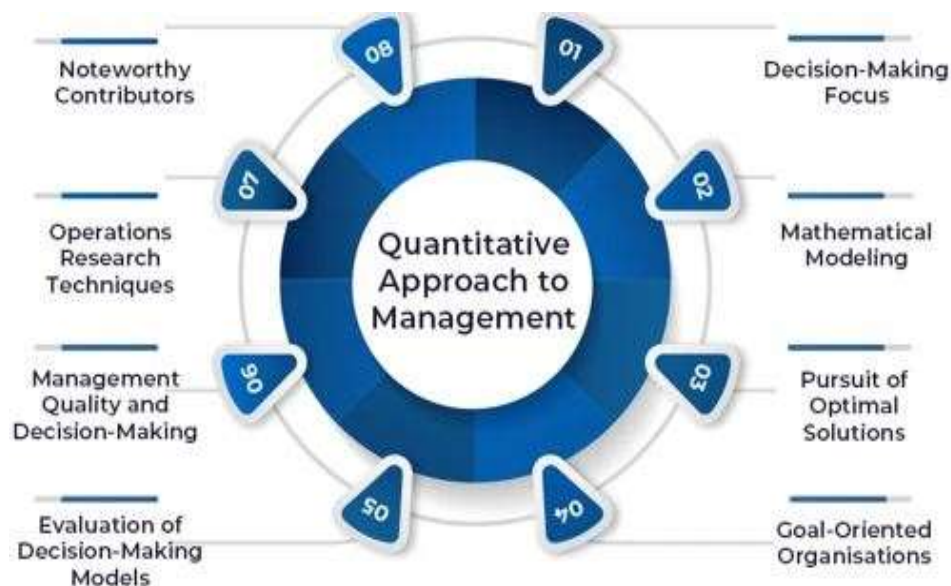 01
Decision-Making
Focus
02
Mathematical
Modeling
03
Pursuit of
Optimal
Solutions
04
Goal-Oriented
Organisations
05
Evaluation of
Decision-Making
Models
06
Management
Quality and
Decision-Making
07
Operations
Research
Techniques
08
Noteworthy
Contributors
Quantitative
Approach to
Management